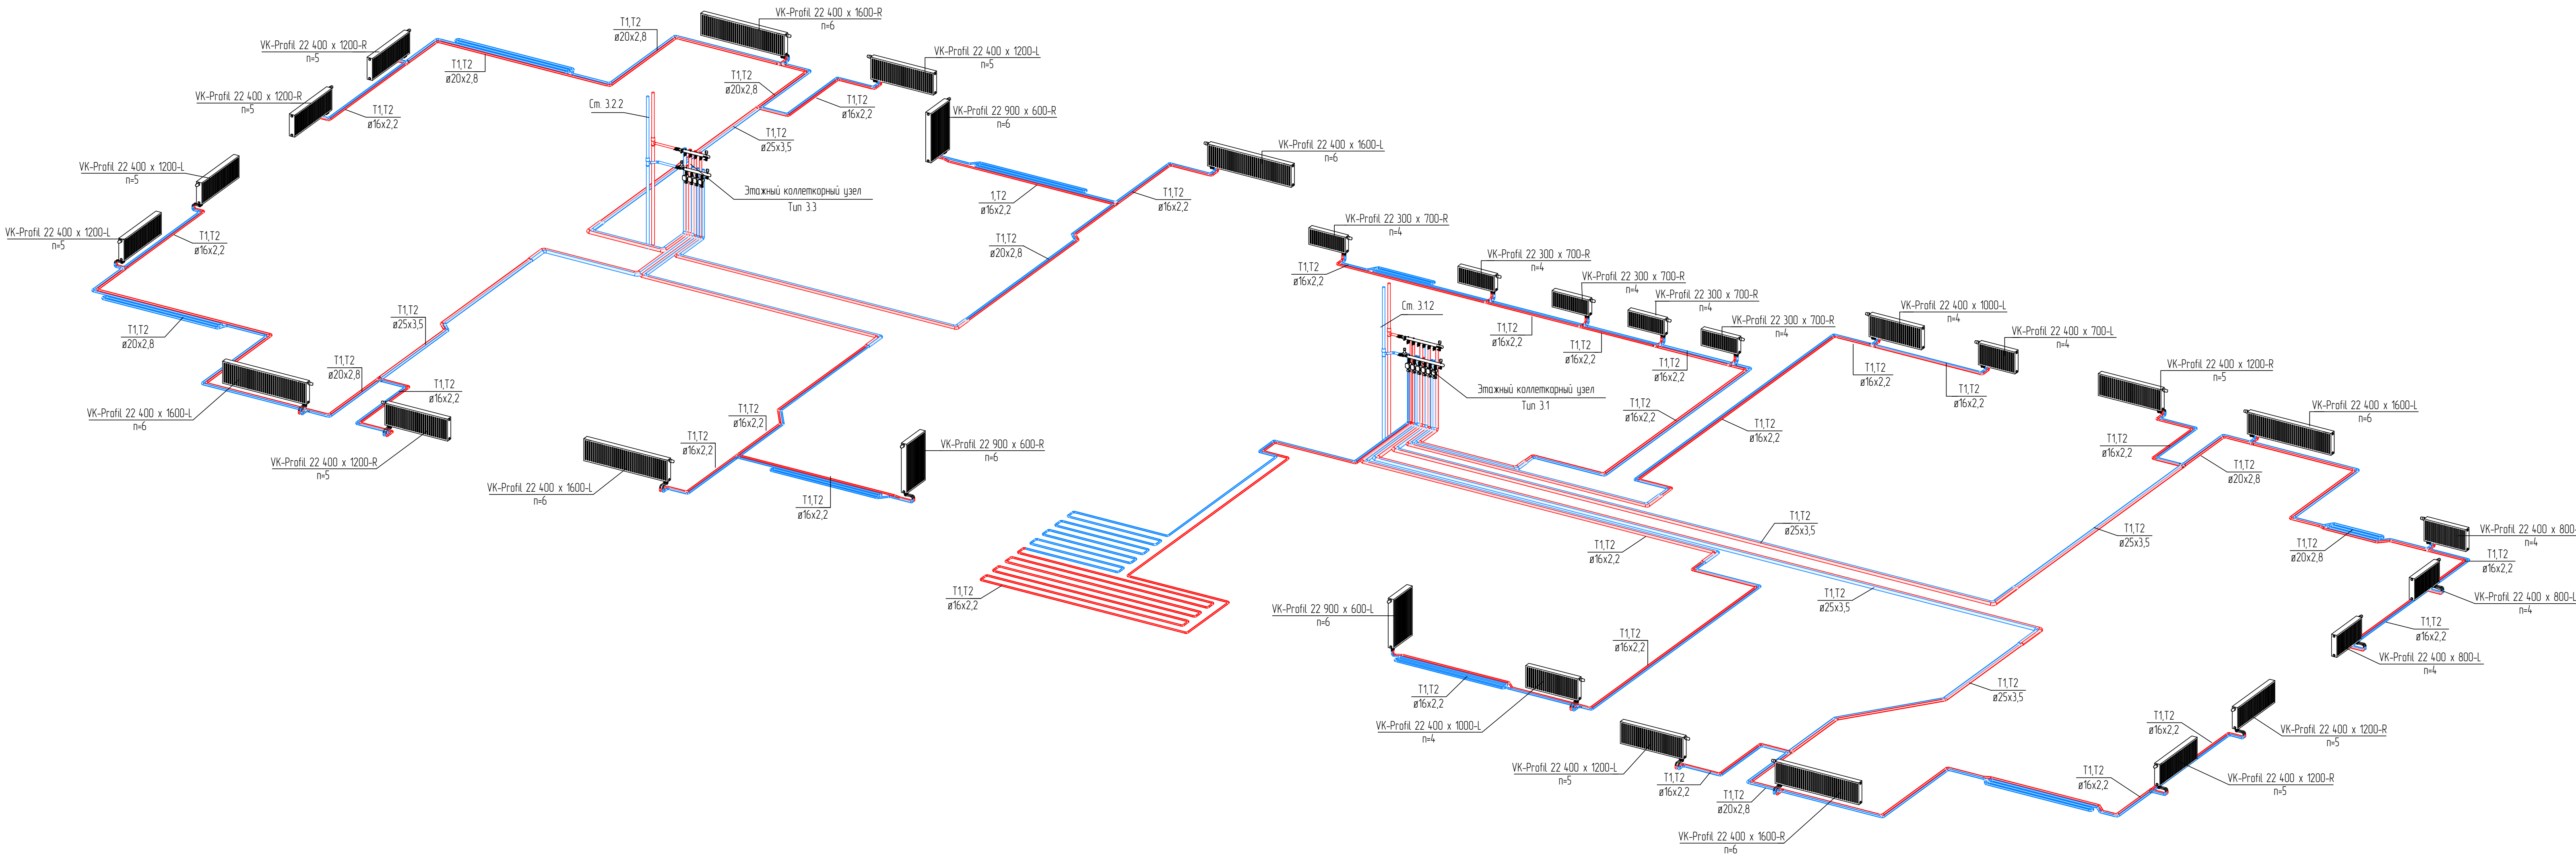 VK-Profil 22 400 x 1600-R
n=6
T1,T2
ø20x2,8
VK-Profil 22 400 x 1200-R
n=5
T1,T2
ø20x2,8
VK-Profil 22 400 x 1200-L
n=5
T1,T2
ø20x2,8
VK-Profil 22 400 x 1200-R
n=5
T1,T2
ø16x2,2
Ст. 3.2.2
T1,T2
ø16x2,2
VK-Profil 22 900 x 600-R
n=6
T1,T2
ø25x3,5
VK-Profil 22 400 x 1600-L
n=6
VK-Profil 22 400 x 1200-L
n=5
Этажный коллеткорный узел
Тип 3.3
1,T2
ø16x2,2
T1,T2
ø16x2,2
VK-Profil 22 400 x 1200-L
n=5
T1,T2
ø16x2,2
T1,T2
ø20x2,8
VK-Profil 22 300 x 700-R
n=4
T1,T2
ø16x2,2
VK-Profil 22 300 x 700-R
n=4
VK-Profil 22 300 x 700-R
n=4
VK-Profil 22 300 x 700-R
n=4
VK-Profil 22 300 x 700-R
n=4
Ст. 3.1.2
T1,T2
ø16x2,2
T1,T2
ø16x2,2
T1,T2
ø16x2,2
VK-Profil 22 400 x 1000-L
n=4
VK-Profil 22 400 x 700-L
n=4
T1,T2
ø25x3,5
T1,T2
ø20x2,8
T1,T2
ø20x2,8
T1,T2
ø16x2,2
VK-Profil 22 400 x 1600-L
n=6
VK-Profil 22 400 x 1200-R
n=5
T1,T2
ø16x2,2
T1,T2
ø16x2,2
VK-Profil 22 400 x 1600-L
n=6
VK-Profil 22 900 x 600-R
n=6
T1,T2
ø16x2,2
Этажный коллеткорный узел
Тип 3.1
T1,T2
ø16x2,2
T1,T2
ø16x2,2
T1,T2
ø16x2,2
T1,T2
ø16x2,2
VK-Profil 22 400 x 1200-R
n=5
VK-Profil 22 400 x 1600-L
n=6
T1,T2
ø16x2,2
T1,T2
ø20x2,8
T1,T2
ø25x3,5
T1,T2
ø16x2,2
T1,T2
ø25x3,5
T1,T2
ø20x2,8
VK-Profil 22 400 x 800-
n=4
T1,T2
ø16x2,2
T1,T2
ø16x2,2
T1,T2
ø25x3,5
VK-Profil 22 900 x 600-L
n=6
T1,T2
ø16x2,2
VK-Profil 22 400 x 800-L
n=4
T1,T2
ø16x2,2
VK-Profil 22 400 x 800-L
n=4
T1,T2
ø16x2,2
VK-Profil 22 400 x 1000-L
n=4
T1,T2
ø25x3,5
T1,T2
ø16x2,2
VK-Profil 22 400 x 1200-R
n=5
VK-Profil 22 400 x 1200-L
n=5
T1,T2
ø16x2,2
T1,T2
ø20x2,8
T1,T2
ø16x2,2
VK-Profil 22 400 x 1200-R
n=5
VK-Profil 22 400 x 1600-R
n=6